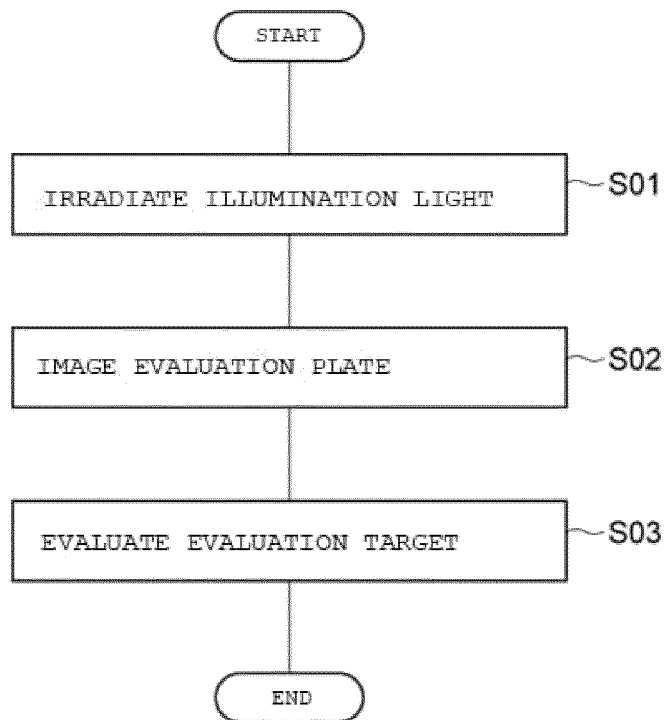 START
IRRADIATE ILLUMINATION LIGHT
S01
IMAGE EVALUATION PLATE
S02
EVALUATE EVALUATION TARGET
S03
END